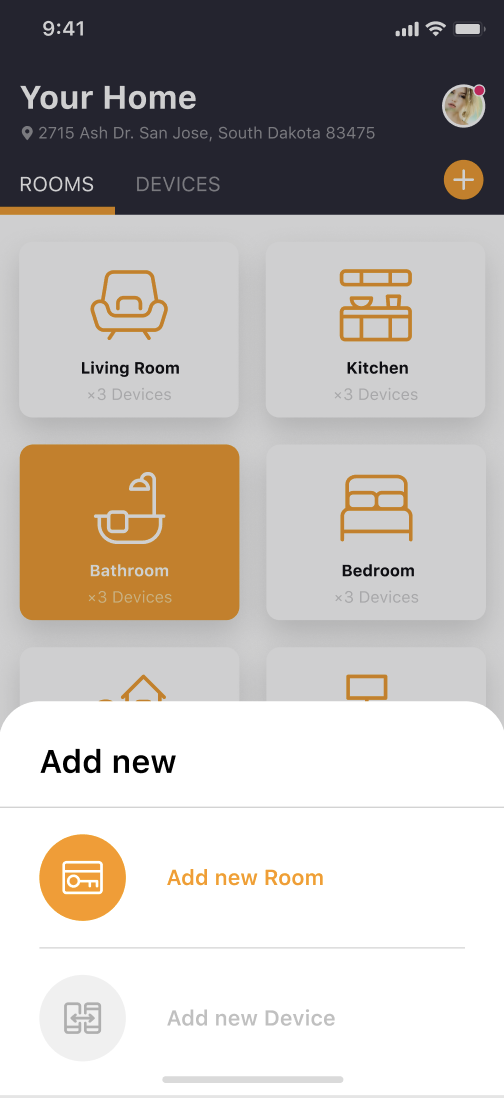 9:41
Your Home
2715 Ash Dr. San Jose, South Dakota 83475
ROOMS DEVICES
Living Room Kitchen
×3 Devices ×3 Devices
Bathroom Bedroom
×3 Devices ×3 Devices
Add new
Add new Room
Add new Device